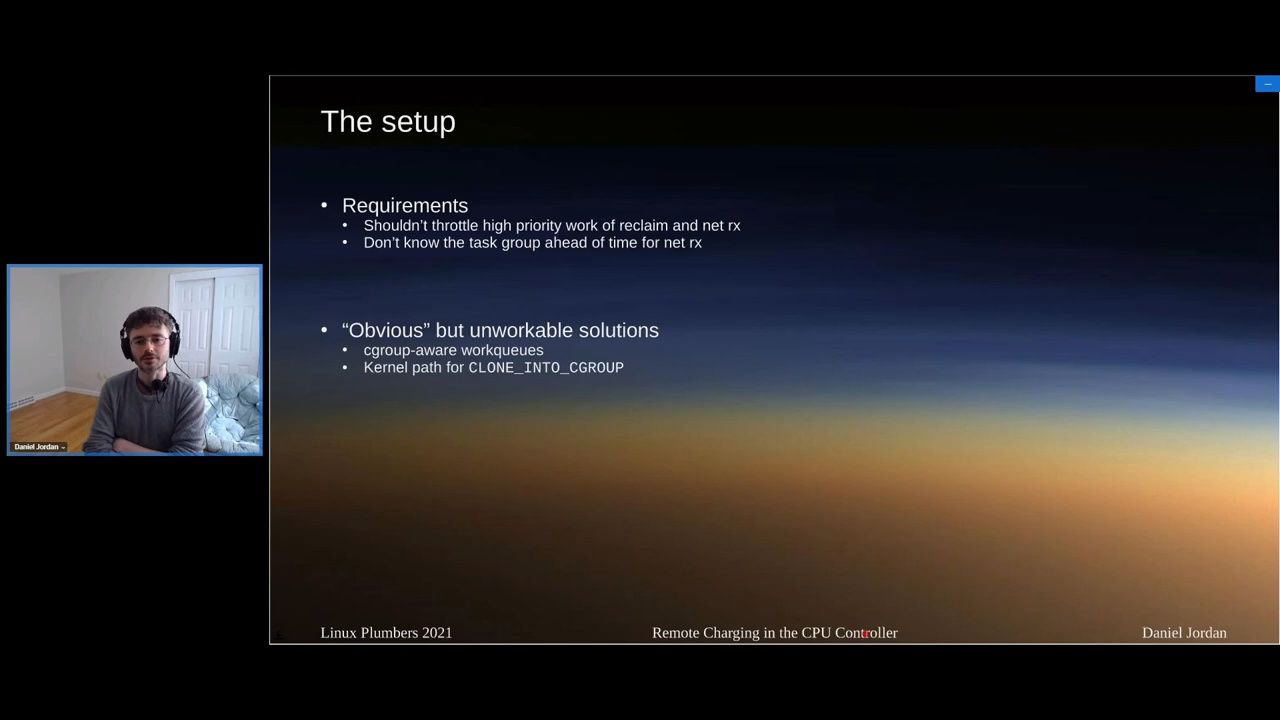 The setup
• Requirements
• Shouldn’t throttle high priority work of reclaim and net rx
• Don’t know the task group ahead of time for net rx
• “Obvious” but unworkable solutions
• cgroup-aware workqueues
• Kernel path for CLONE_INTO_CGROUP
Daniel Jordan
Linux Plumbers 2021
Remote Charging in the CPU Controller
Daniel Jordan